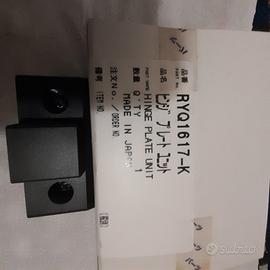 品番 RYQ1617-K
PART NO.
品名 ヒンジ プレート ユニット
PART NAME HINGE PLATE UNIT
数量 1
Q'TY MADE IN JAPAN
注文No./ORDER NO
備考
ITEM NO.
Subito